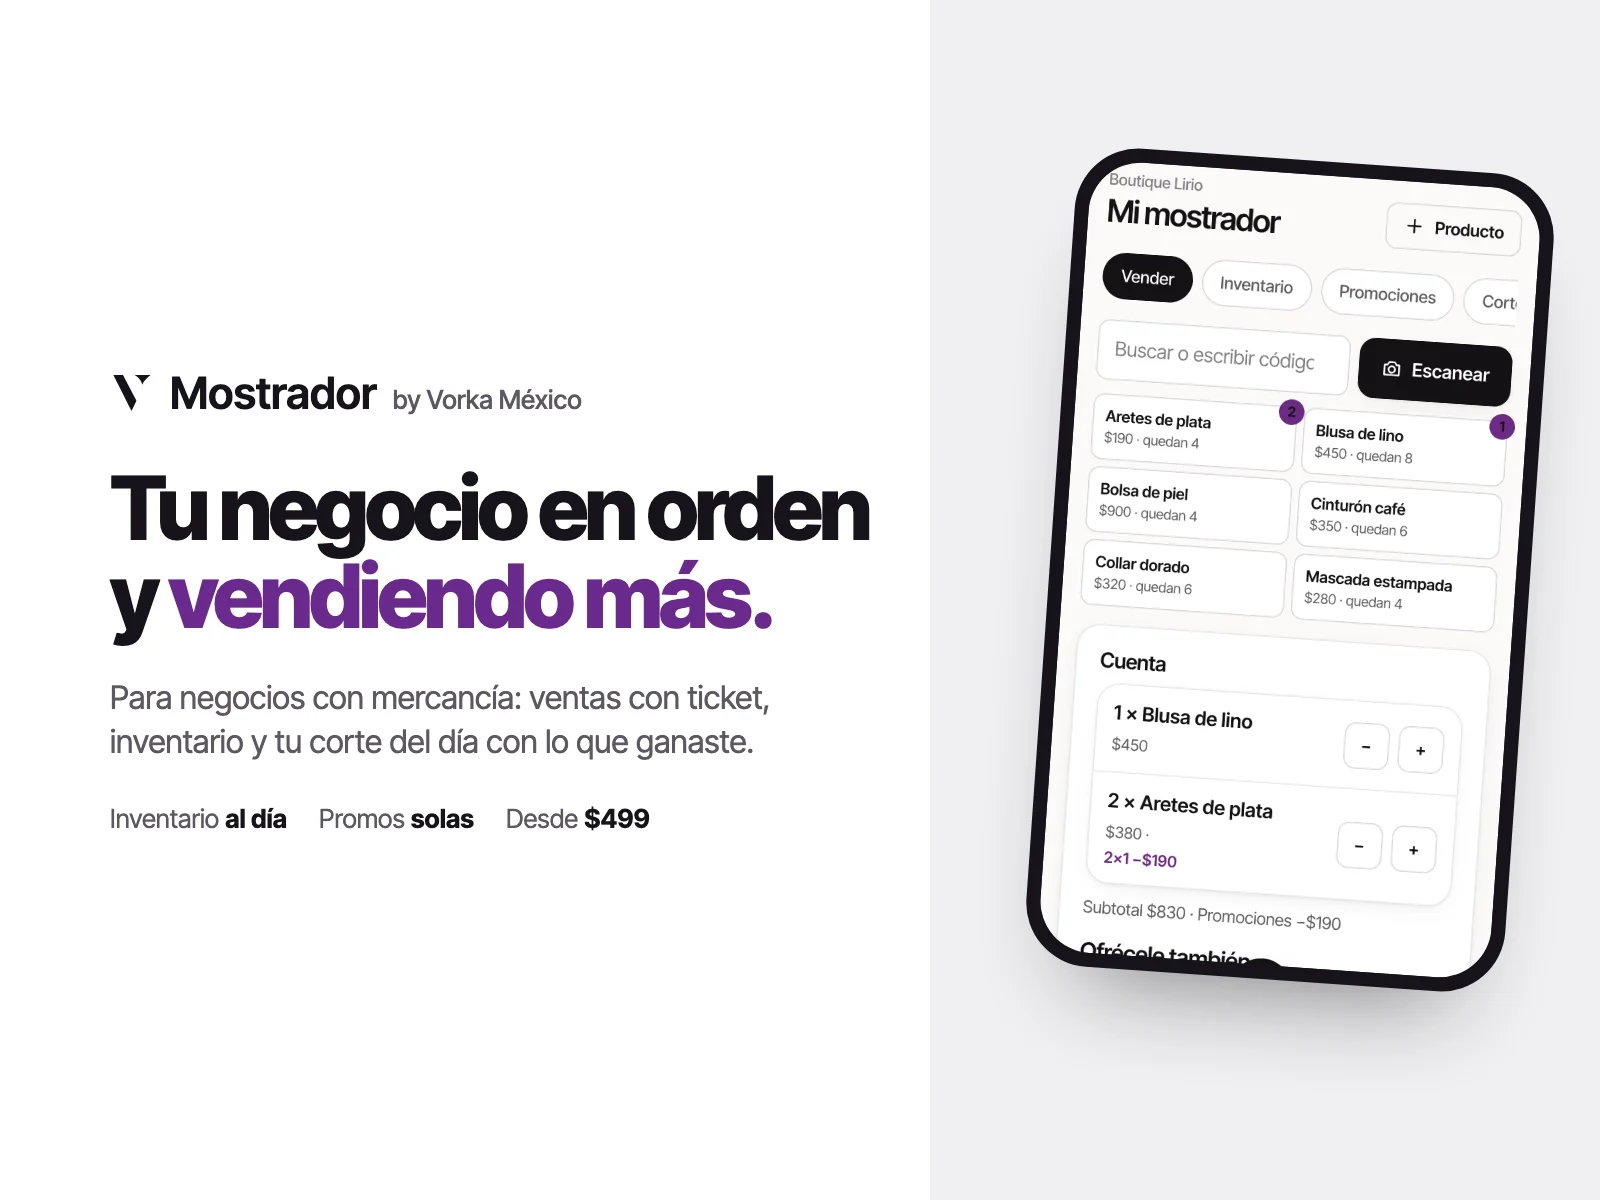 Mostrador by Vorka México
Tu negocio en orden
y vendiendo más.
Para negocios con mercancía: ventas con ticket,
inventario y tu corte del día con lo que ganaste.
Inventario al día Promos solas Desde $499
Boutique Lirio
Mi mostrador
+ Producto
Vender Inventario Promociones Corte
Buscar o escribir código
Escanear
Aretes de plata 2
$190 · quedan 4
Blusa de lino 1
$450 · quedan 8
Bolsa de piel
$900 · quedan 4
Cinturón café
$350 · quedan 6
Collar dorado
$320 · quedan 6
Mascada estampada
$280 · quedan 4
Cuenta
1 × Blusa de lino
$450
− +
2 × Aretes de plata
$380 ·
2×1 −$190
− +
Subtotal $830 · Promociones −$190
Ofrécele también